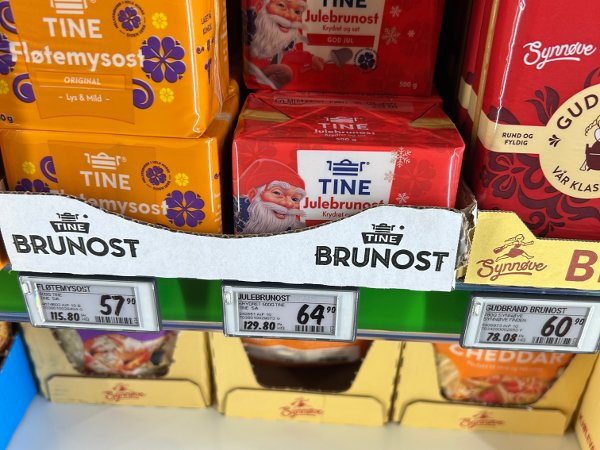 TINE
Fløtemysost
ORIGINAL
Lys & Mild
TINE
Julebrunost
Krydret og søt
GOD JUL
500 g
Synnøve
RUND OG
FYLDIG
GUD
VÅR KLAS
TINE
Fløtemysost
TINE
Julebrunost
500 g
TINE
Julebrunost
TINE
BRUNOST
TINE
BRUNOST
Synnøve
B
FLØTEMYSOST
57 90
115.80
JULEBRUNOST
64 90
129.80
GUDBRAND BRUNOST
60 90
78.08
Synnøve
Synnøve
CHEDDAR
Synnøve